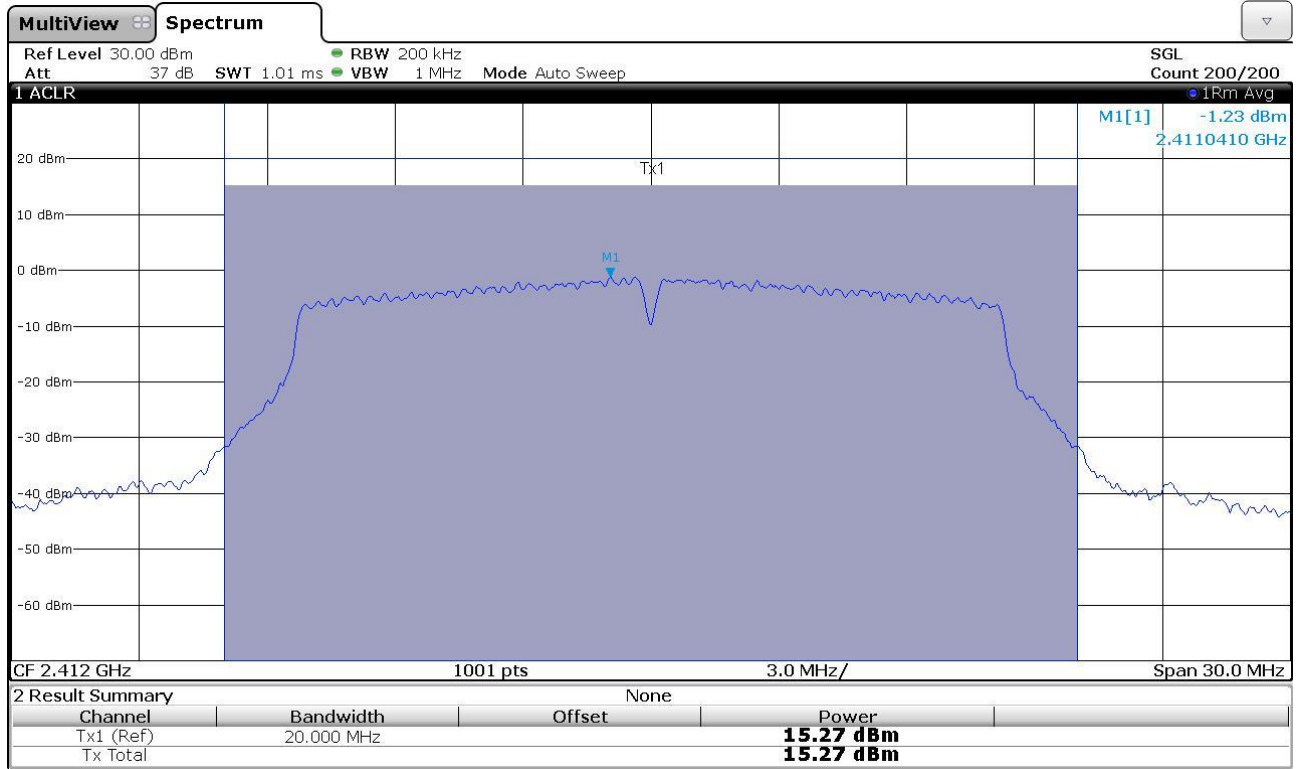 MultiView Spectrum
Ref Level 30.00 dBm RBW 200 kHz SGL
Att 37 dB SWT 1.01 ms VBW 1 MHz Mode Auto Sweep Count 200/200
1 ACLR 1Rm Avg
M1[1] -1.23 dBm
2.4110410 GHz
20 dBm
Tx1
10 dBm
M1
0 dBm
-10 dBm
-20 dBm
-30 dBm
-40 dBm
-50 dBm
-60 dBm
CF 2.412 GHz 1001 pts 3.0 MHz/ Span 30.0 MHz
2 Result Summary None
Channel Bandwidth Offset Power
Tx1 (Ref) 20.000 MHz 15.27 dBm
Tx Total 15.27 dBm